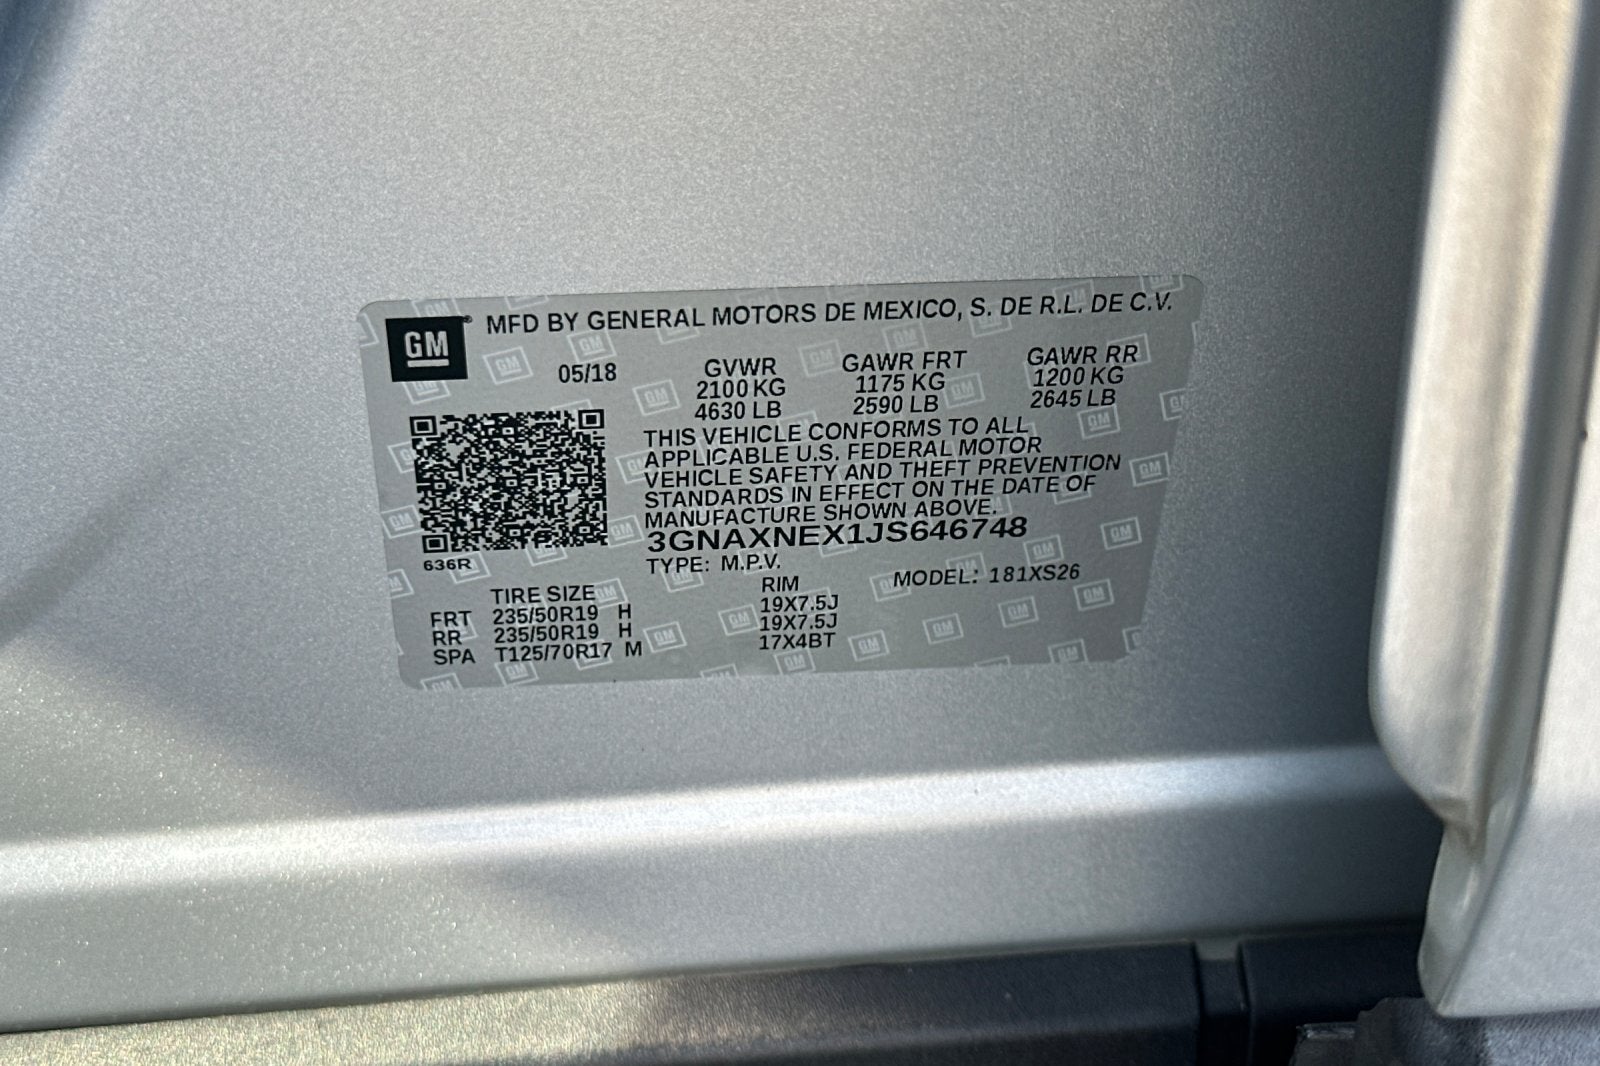 GM MFD BY GENERAL MOTORS DE MEXICO, S. DE R.L. DE C.V.
05/18 GVWR GAWR FRT GAWR RR
2100 KG 1175 KG 1200 KG
4630 LB 2590 LB 2645 LB
THIS VEHICLE CONFORMS TO ALL
APPLICABLE U.S. FEDERAL MOTOR
VEHICLE SAFETY AND THEFT PREVENTION
STANDARDS IN EFFECT ON THE DATE OF
MANUFACTURE SHOWN ABOVE.
3GNAXNEX1JS646748
636R TYPE: M.P.V. MODEL: 181XS26
TIRE SIZE RIM
FRT 235/50R19 H 19X7.5J
RR 235/50R19 H 19X7.5J
SPA T125/70R17 M 17X4BT